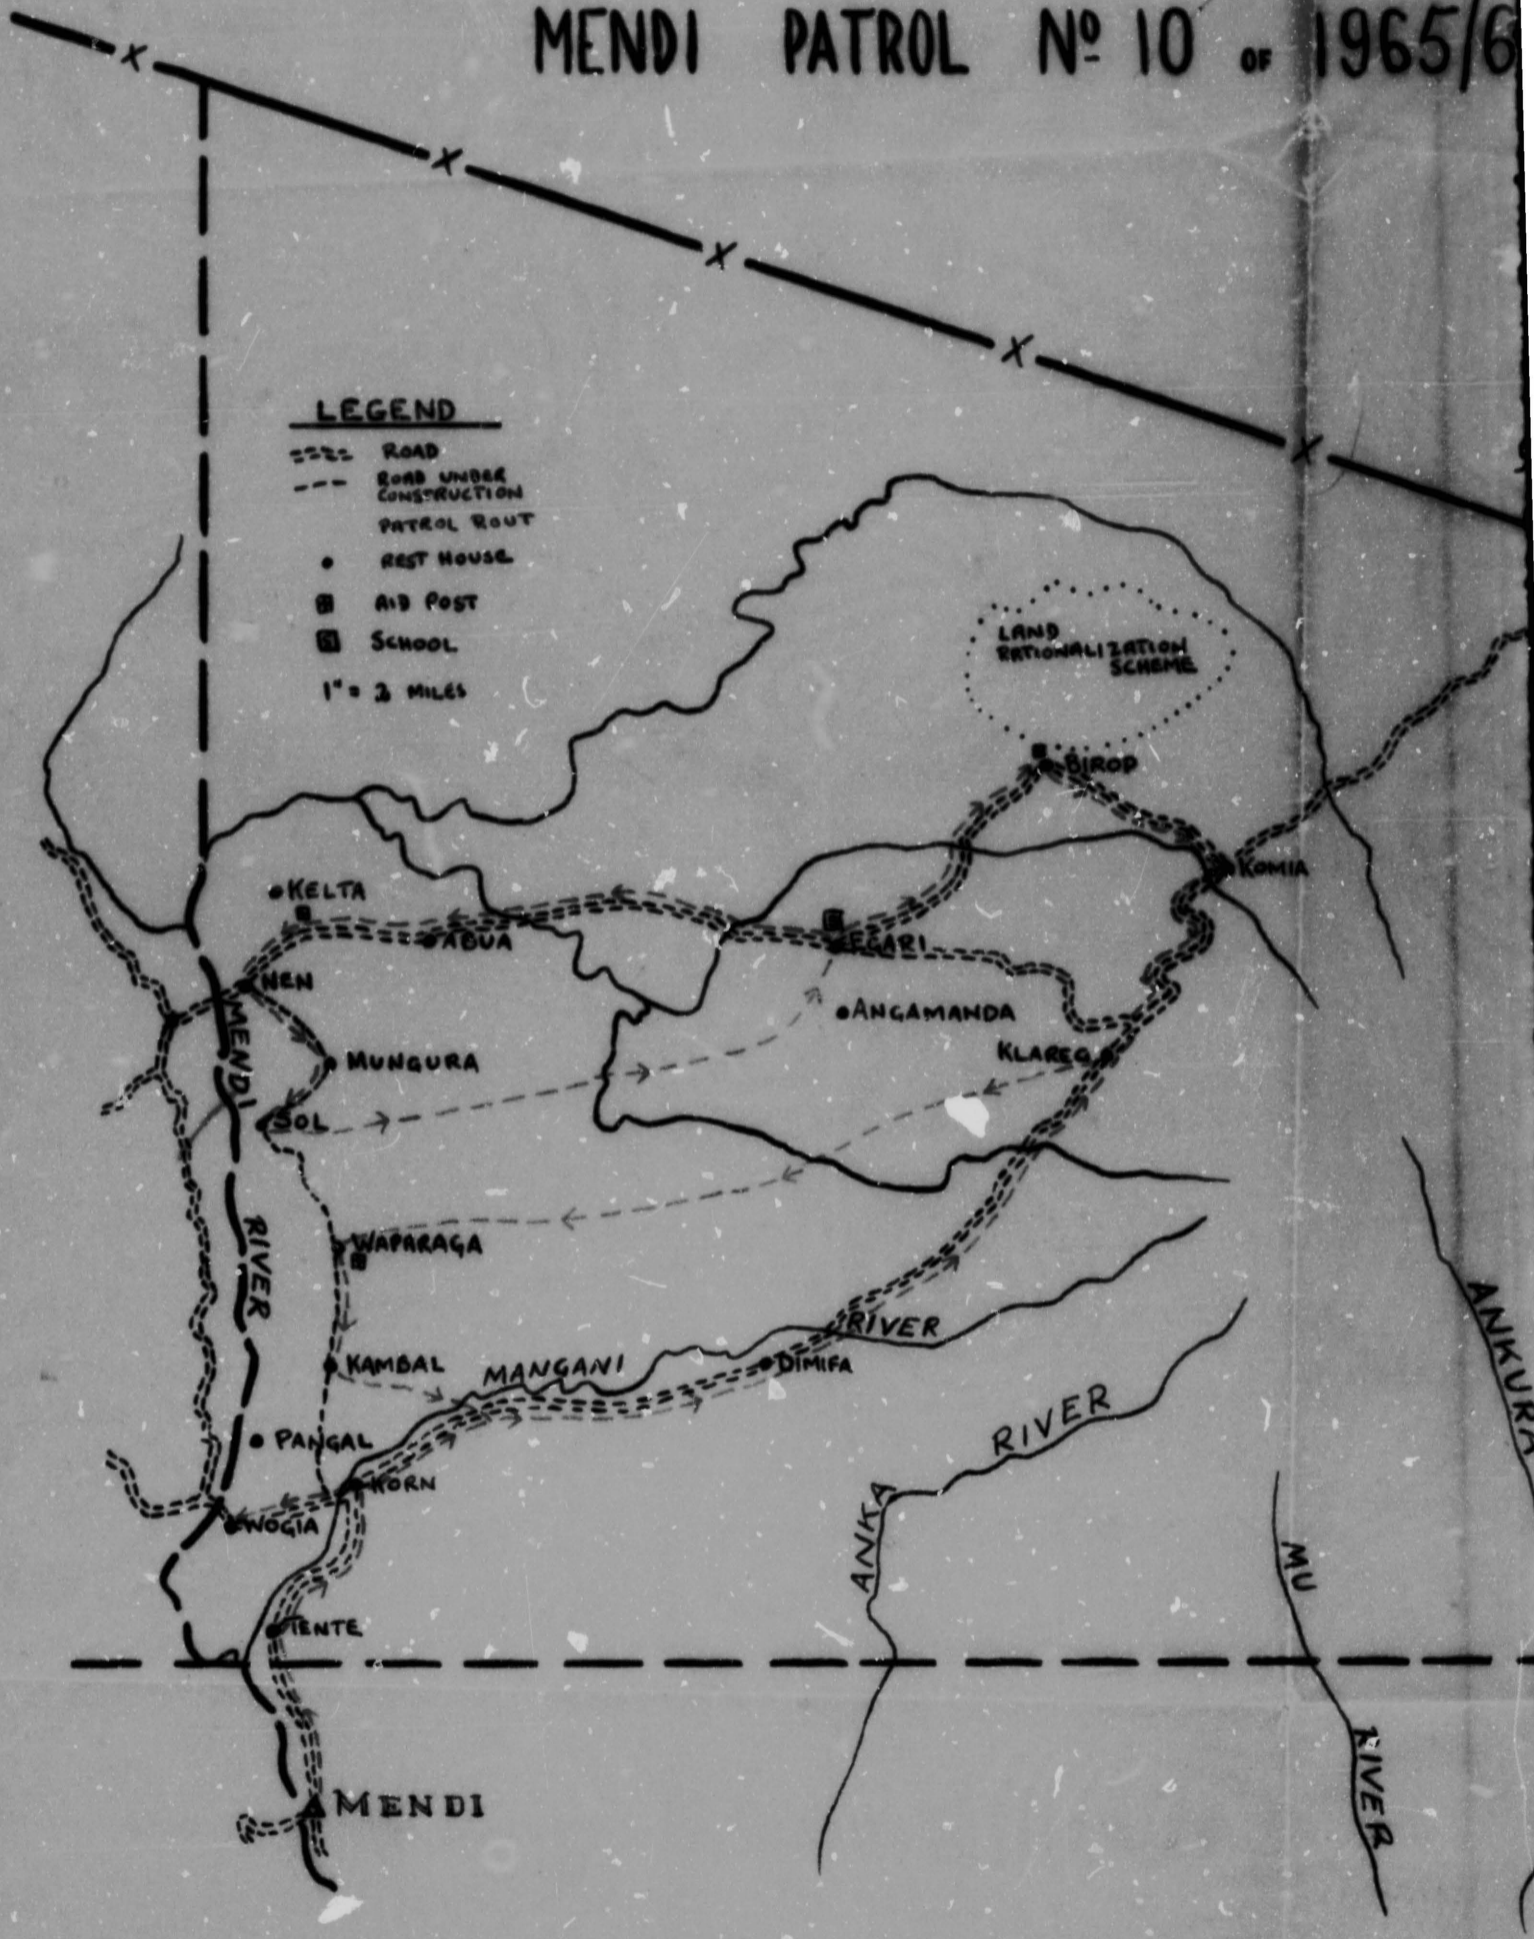 MENDI PATROL Nº 10 OF 1965/6
LEGEND
ROAD
ROAD UNDER
CONSTRUCTION
PATROL ROUT
REST HOUSE
AID POST
SCHOOL
1" = 2 MILES
LAND
RATIONALIZATION
SCHEME
BIROP
KOMIA
KELTA
ABUA
EGARI
NEN
ANGAMANDA
MENDI
KLAREG
MUNGURA
SOL
RIVER
WAPARAGA
KAMBAL
MANGANI
RIVER
DIMIFA
PANGAL
KORN
WOGIA
ANKA
RIVER
ANKURA
MU
RIVER
TENTE
MENDI